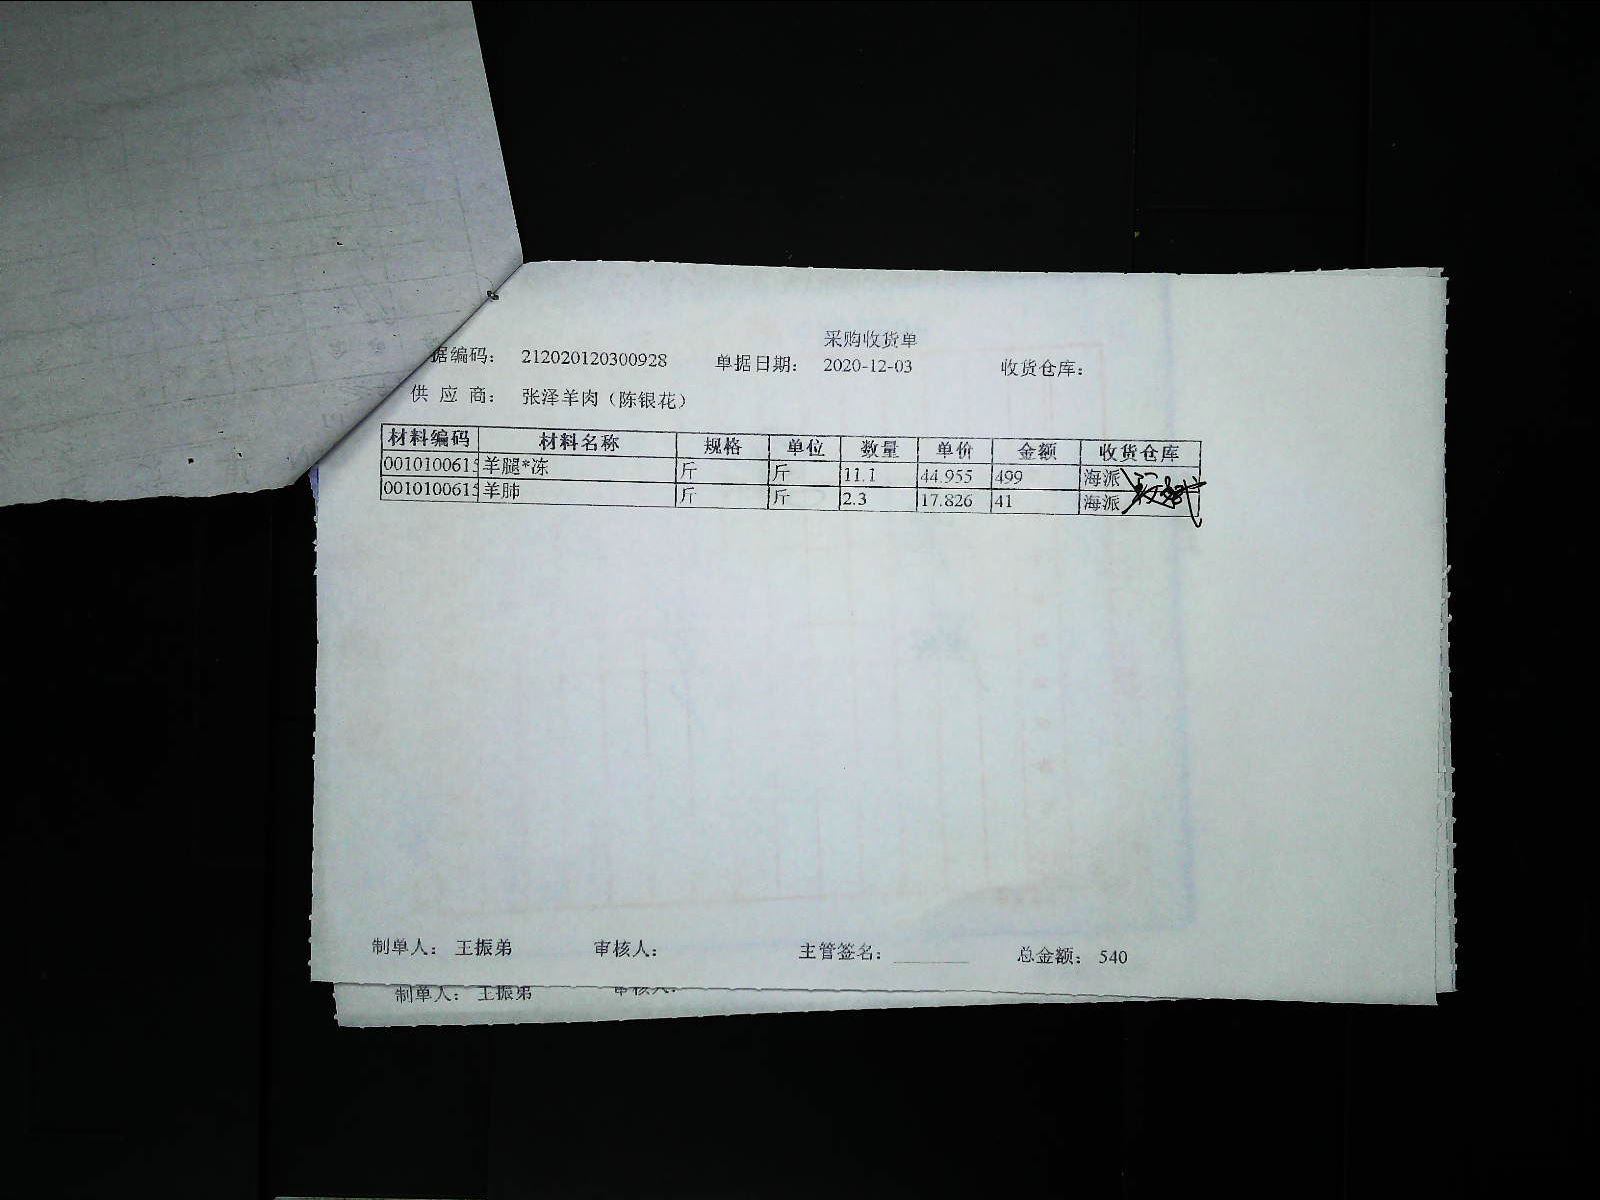 采购收货单
据编码： 212020120300928 单据日期： 2020-12-03 收货仓库：
供 应 商： 张泽羊肉（陈银花）
材料编码 材料名称 规格 单位 数量 单价 金额 收货仓库
0010100615 羊腿*冻 斤 斤 11.1 44.955 499 海派
0010100615 羊肺 斤 斤 2.3 17.826 41 海派
制单人： 王振弟 审核人： 主管签名： 总金额： 540
制单人： 王振弟 审核人：